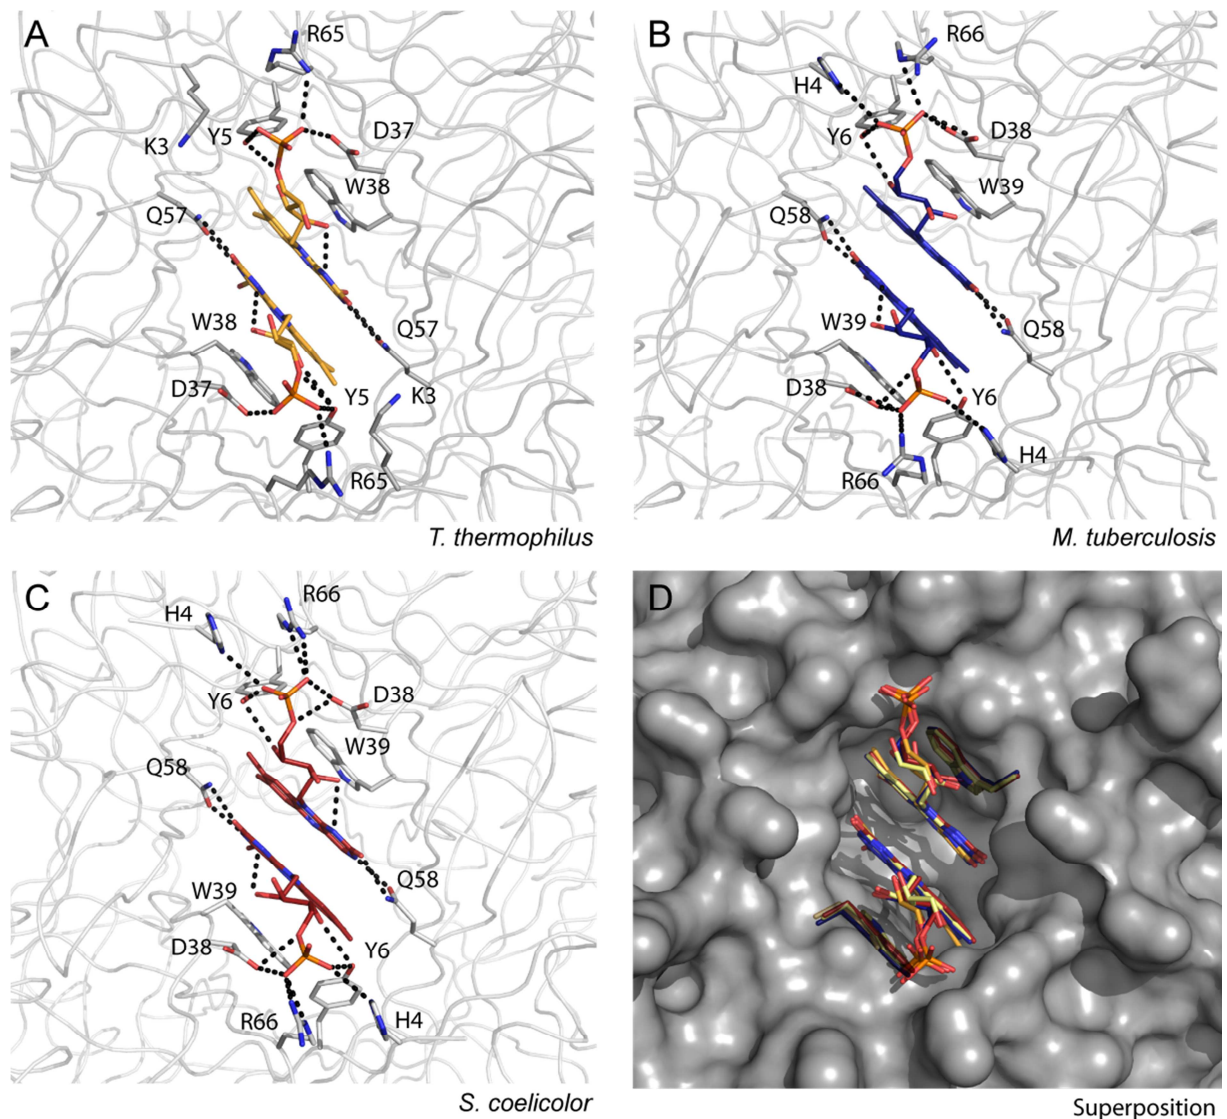 A
R65
K3
Y5
D37
W38
Q57
W38
Q57
D37
Y5
K3
R65
T. thermophilus
B
R66
H4
Y6
D38
W39
Q58
W39
Q58
D38
Y6
H4
R66
M. tuberculosis
C
R66
H4
Y6
D38
W39
Q58
W39
Q58
D38
Y6
R66
H4
S. coelicolor
D
Superposition